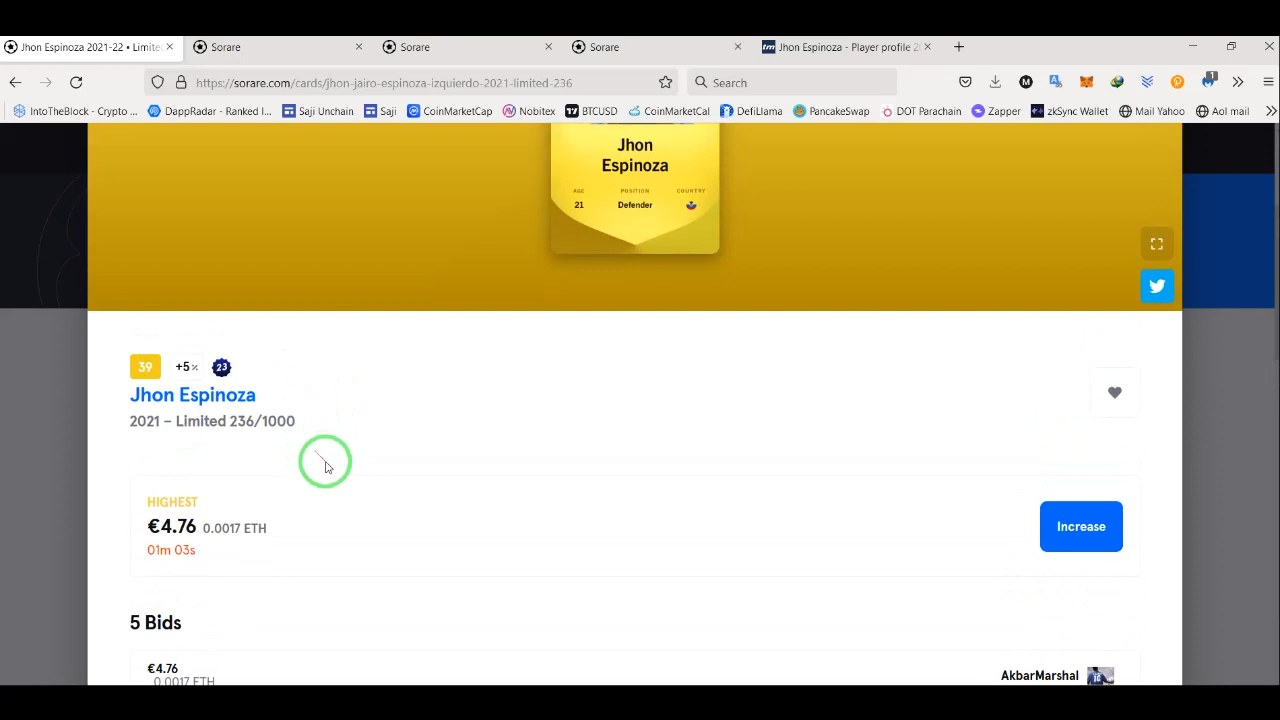 Jhon Espinoza 2021-22 • Limite
Sorare
Sorare
Sorare
tm Jhon Espinoza - Player profile 2
https://sorare.com/cards/jhon-jairo-espinoza-izquierdo-2021-limited-236
Search
1
IntoTheBlock - Crypto ...
DappRadar - Ranked l...
Saji Unchain
Saji
CoinMarketCap
Nobitex
BTCUSD
CoinMarketCal
DefiLlama
PancakeSwap
DOT Parachain
Zapper
zkSync Wallet
Mail Yahoo
Aol mail
Jhon
Espinoza
AGE POSITION COUNTRY
21 Defender
39 +5% 23
Jhon Espinoza
2021 – Limited 236/1000
HIGHEST
€4.76 0.0017 ETH
01m 03s
Increase
5 Bids
€4.76
0.0017 ETH
AkbarMarshal